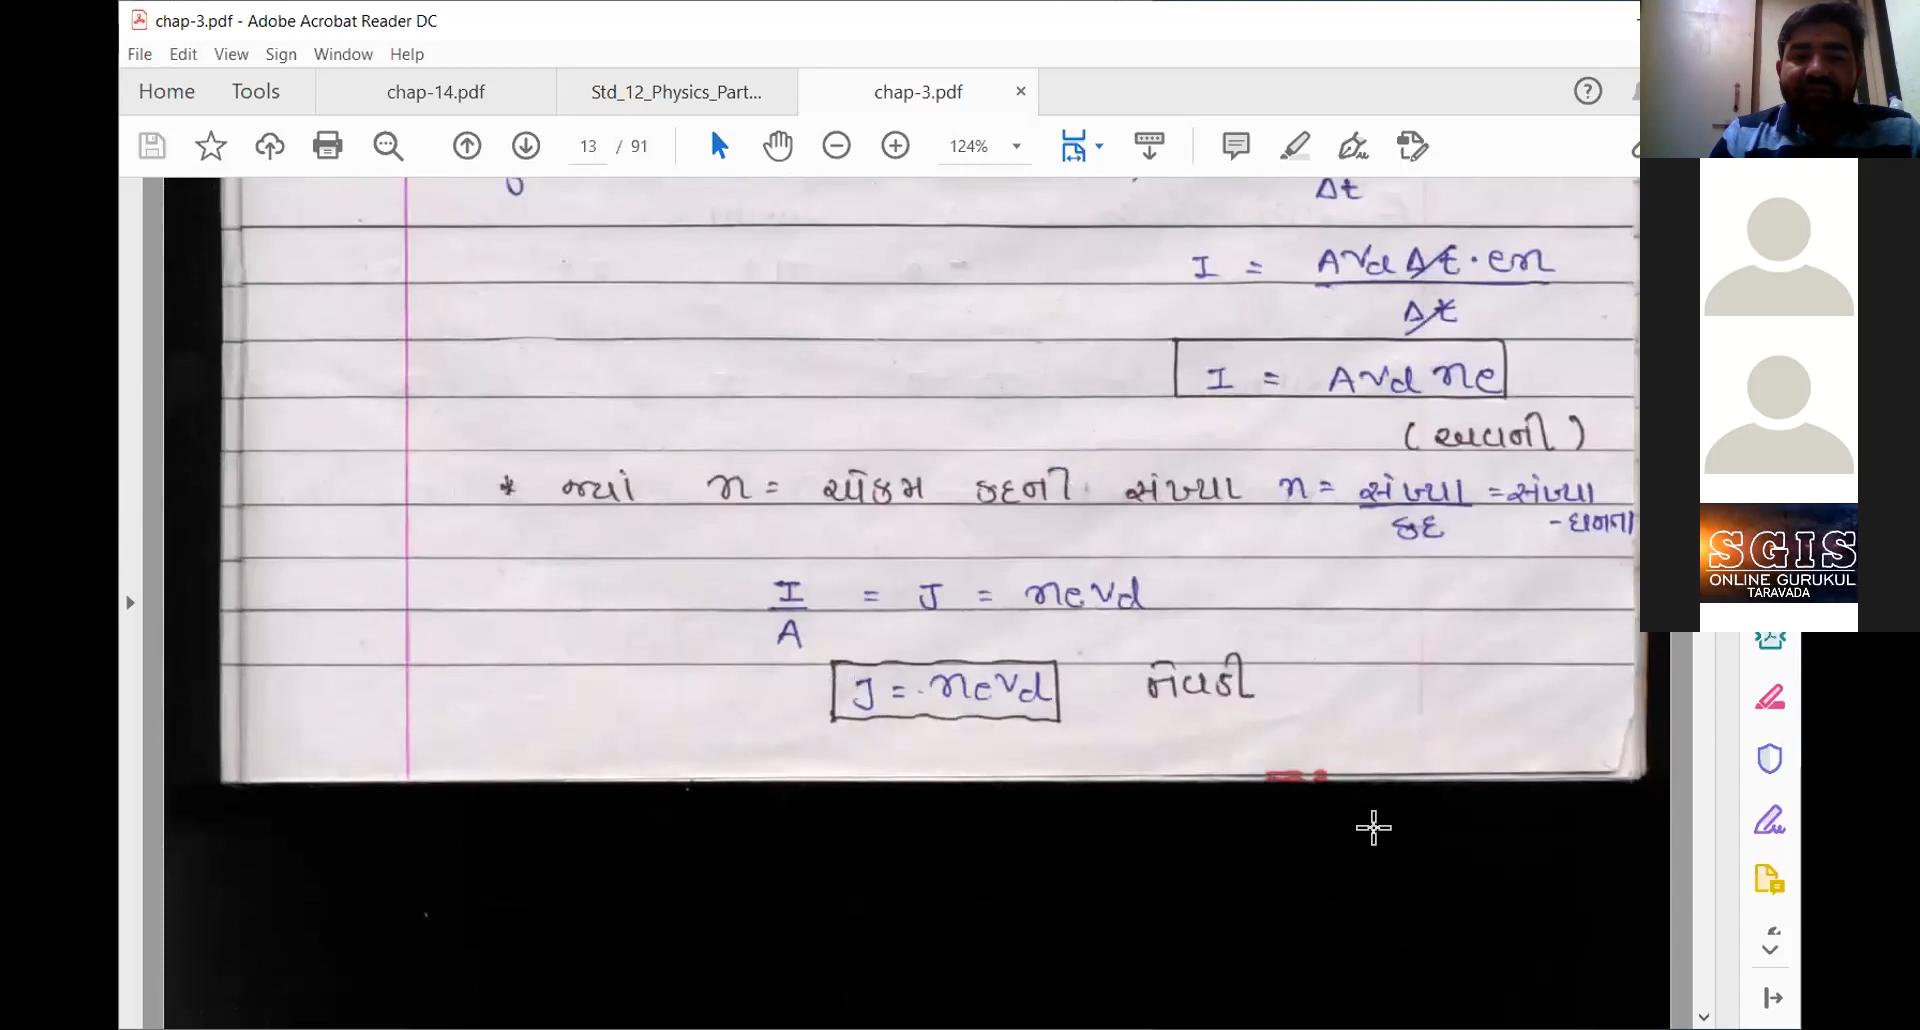 chap-3.pdf - Adobe Acrobat Reader DC
File Edit View Sign Window Help
Home Tools chap-14.pdf Std_12_Physics_Part... chap-3.pdf
13 / 91 124%
Δt
I = AVd Δt · en
Δt
I = AVd ne
* જ્યાં n = એકમ કદની સંખ્યા n = સંખ્યા = સંખ્યા
કદ - ઘનતા
I = J = neVd
A
J = neVd
SGIS
ONLINE GURUKUL
TARAVADA